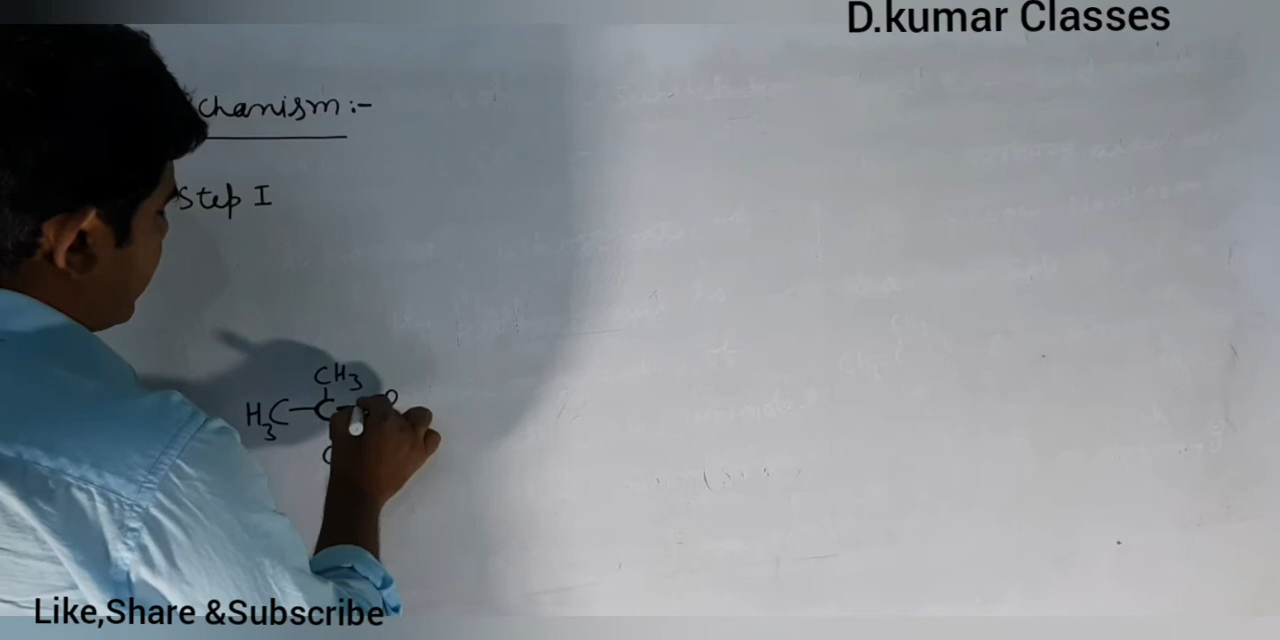 D.kumar Classes
chanism :-
Step I
CH3
H3C-C-
Like,Share &Subscribe